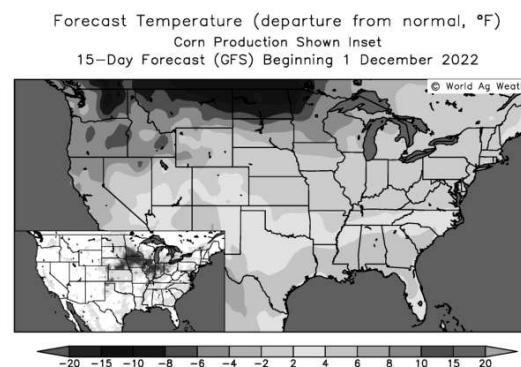 Forecast Temperature (departure from normal, °F)
Corn Production Shown Inset
15-Day Forecast (GFS) Beginning 1 December 2022
© World Ag Weath
-20 -15 -10 -8 -6 -4 -2 2 4 6 8 10 15 20